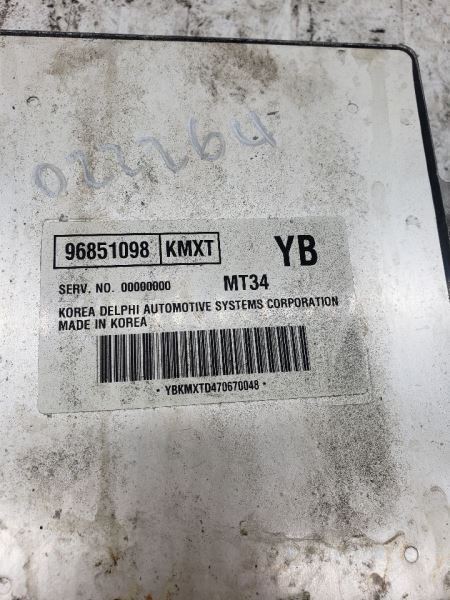 022264
96851098 KMXT YB
SERV. NO. 00000000 MT34
KOREA DELPHI AUTOMOTIVE SYSTEMS CORPORATION
MADE IN KOREA
· YBKMXTD470670048 ·